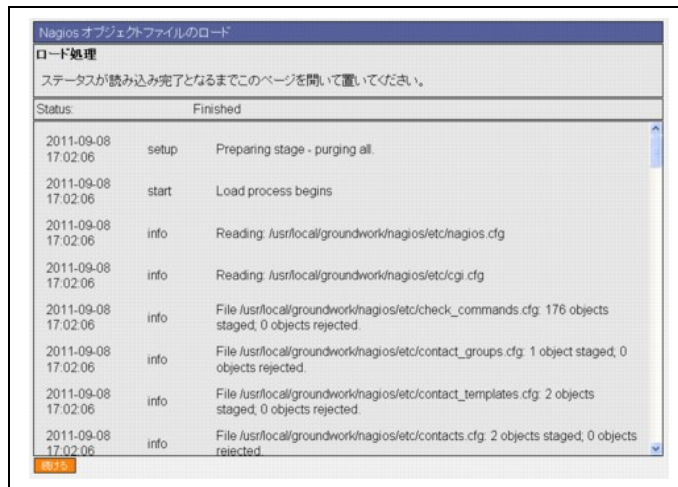 Nagios オブジェクトファイルのロード
ロード処理
ステータスが読み込み完了となるまでこのページを開いて置いてください。
Status: Finished
2011-09-08 17:02:06 setup Preparing stage - purging all.
2011-09-08 17:02:06 start Load process begins
2011-09-08 17:02:06 info Reading: /usr/local/groundwork/nagios/etc/nagios.cfg
2011-09-08 17:02:06 info Reading: /usr/local/groundwork/nagios/etc/cgi.cfg
2011-09-08 17:02:06 info File /usr/local/groundwork/nagios/etc/check_commands.cfg: 176 objects
staged; 0 objects rejected.
2011-09-08 17:02:06 info File /usr/local/groundwork/nagios/etc/contact_groups.cfg: 1 object staged; 0
objects rejected.
2011-09-08 17:02:06 info File /usr/local/groundwork/nagios/etc/contact_templates.cfg: 2 objects
staged; 0 objects rejected.
2011-09-08 17:02:06 info File /usr/local/groundwork/nagios/etc/contacts.cfg: 2 objects staged; 0 objects
rejected.
続ける